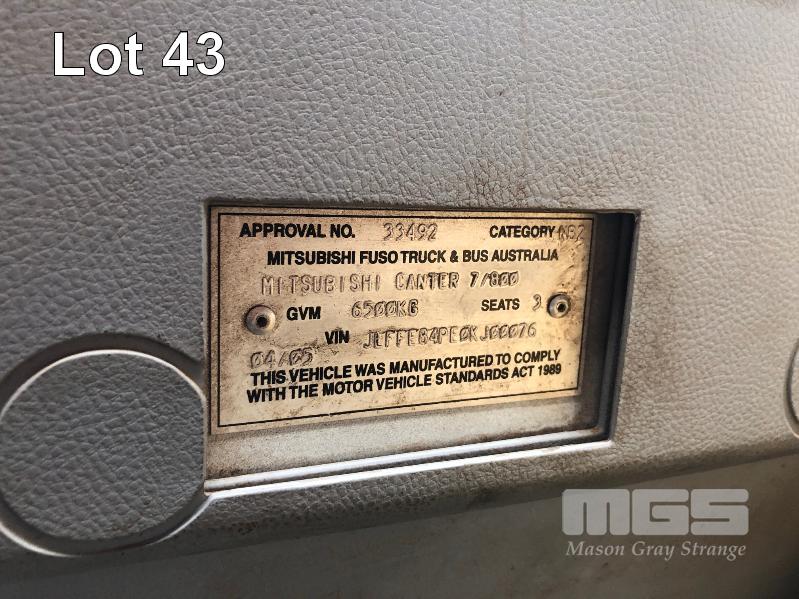 Lot 43
APPROVAL NO. 33492 CATEGORY NB2
MITSUBISHI FUSO TRUCK & BUS AUSTRALIA
MITSUBISHI CANTER 7/800
GVM 6500KG SEATS 3
VIN JLFFE84PE0KJ00076
04/05
THIS VEHICLE WAS MANUFACTURED TO COMPLY
WITH THE MOTOR VEHICLE STANDARDS ACT 1989
MGS
Mason Gray Strange